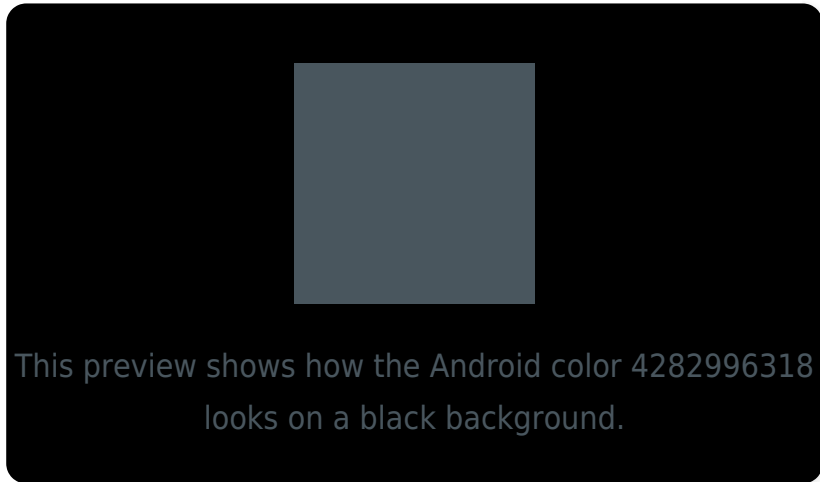 This preview shows how the Android color 4282996318
looks on a black background.